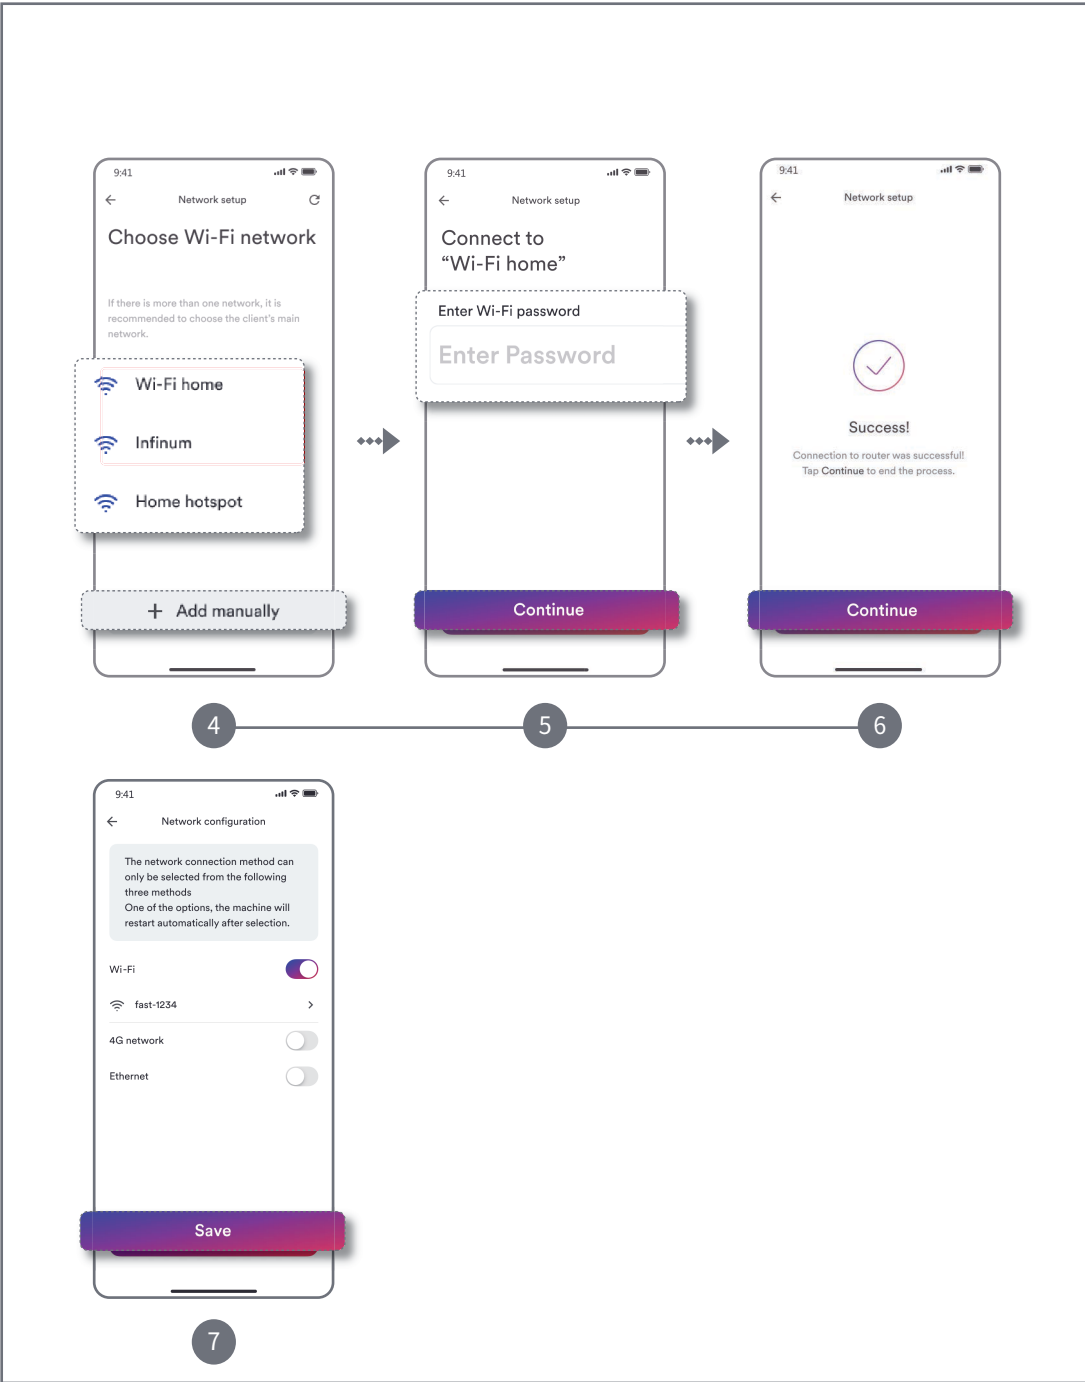 9:41
Network setup
Choose Wi-Fi network
If there is more than one network, it is
recommended to choose the client's main
network.
Wi-Fi home
Infinum
Home hotspot
+ Add manually
4
9:41
Network setup
Connect to
“Wi-Fi home”
Enter Wi-Fi password
Enter Password
Continue
5
9:41
Network setup
Success!
Connection to router was successful!
Tap Continue to end the process.
Continue
6
9:41
Network configuration
The network connection method can
only be selected from the following
three methods
One of the options, the machine will
restart automatically after selection.
Wi-Fi
fast-1234
4G network
Ethernet
Save
7